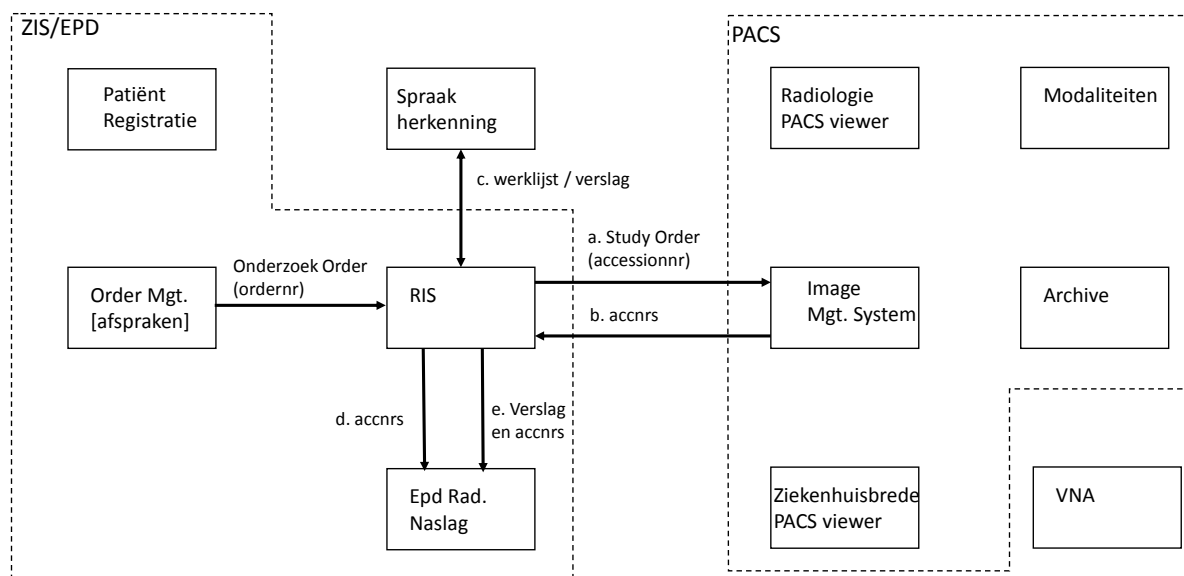 ZIS/EPD
PACS
Patiënt
Registratie
Spraak
herkenning
Radiologie
PACS viewer
Modaliteiten
c. werklijst / verslag
a. Study Order
(accessionnr)
Onderzoek Order
(ordernr)
Order Mgt.
[afspraken]
RIS
Image
Mgt. System
Archive
b. accnrs
d. accnrs
e. Verslag
en accnrs
Epd Rad.
Naslag
Ziekenhuisbrede
PACS viewer
VNA